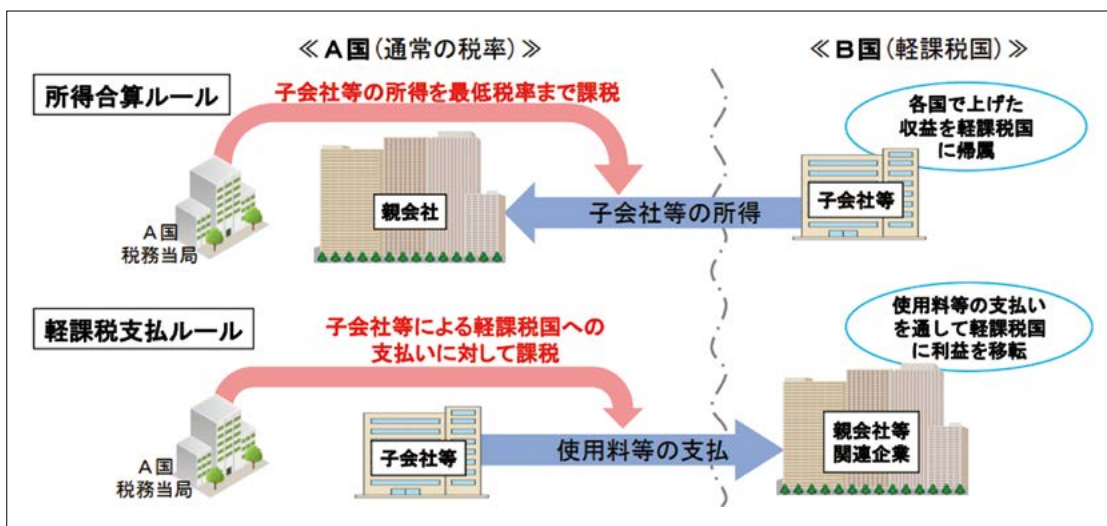 ≪ A国(通常の税率) ≫
≪ B国(軽課税国) ≫
所得合算ルール
子会社等の所得を最低税率まで課税
各国で上げた
収益を軽課税国
に帰属
親会社
子会社等の所得
子会社等
A国
税務当局
軽課税支払ルール
子会社等による軽課税国への
支払いに対して課税
使用料等の支払い
を通して軽課税国
に利益を移転
子会社等
使用料等の支払
親会社等
関連企業
A国
税務当局